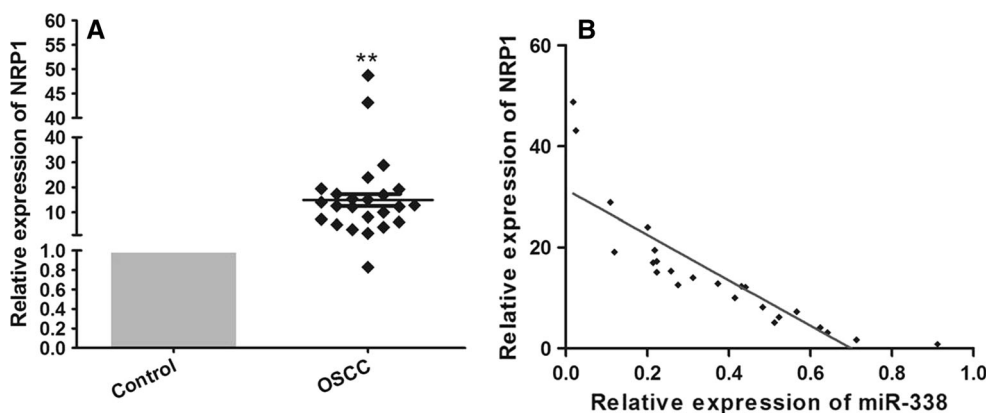 A
Relative expression of NRP1
60
55
50
45
40
40
30
20
10
1.0
0.8
0.6
0.4
0.2
0.0
**
Control
OSCC
B
Relative expression of NRP1
60
40
20
0
0.0 0.2 0.4 0.6 0.8 1.0
Relative expression of miR-338